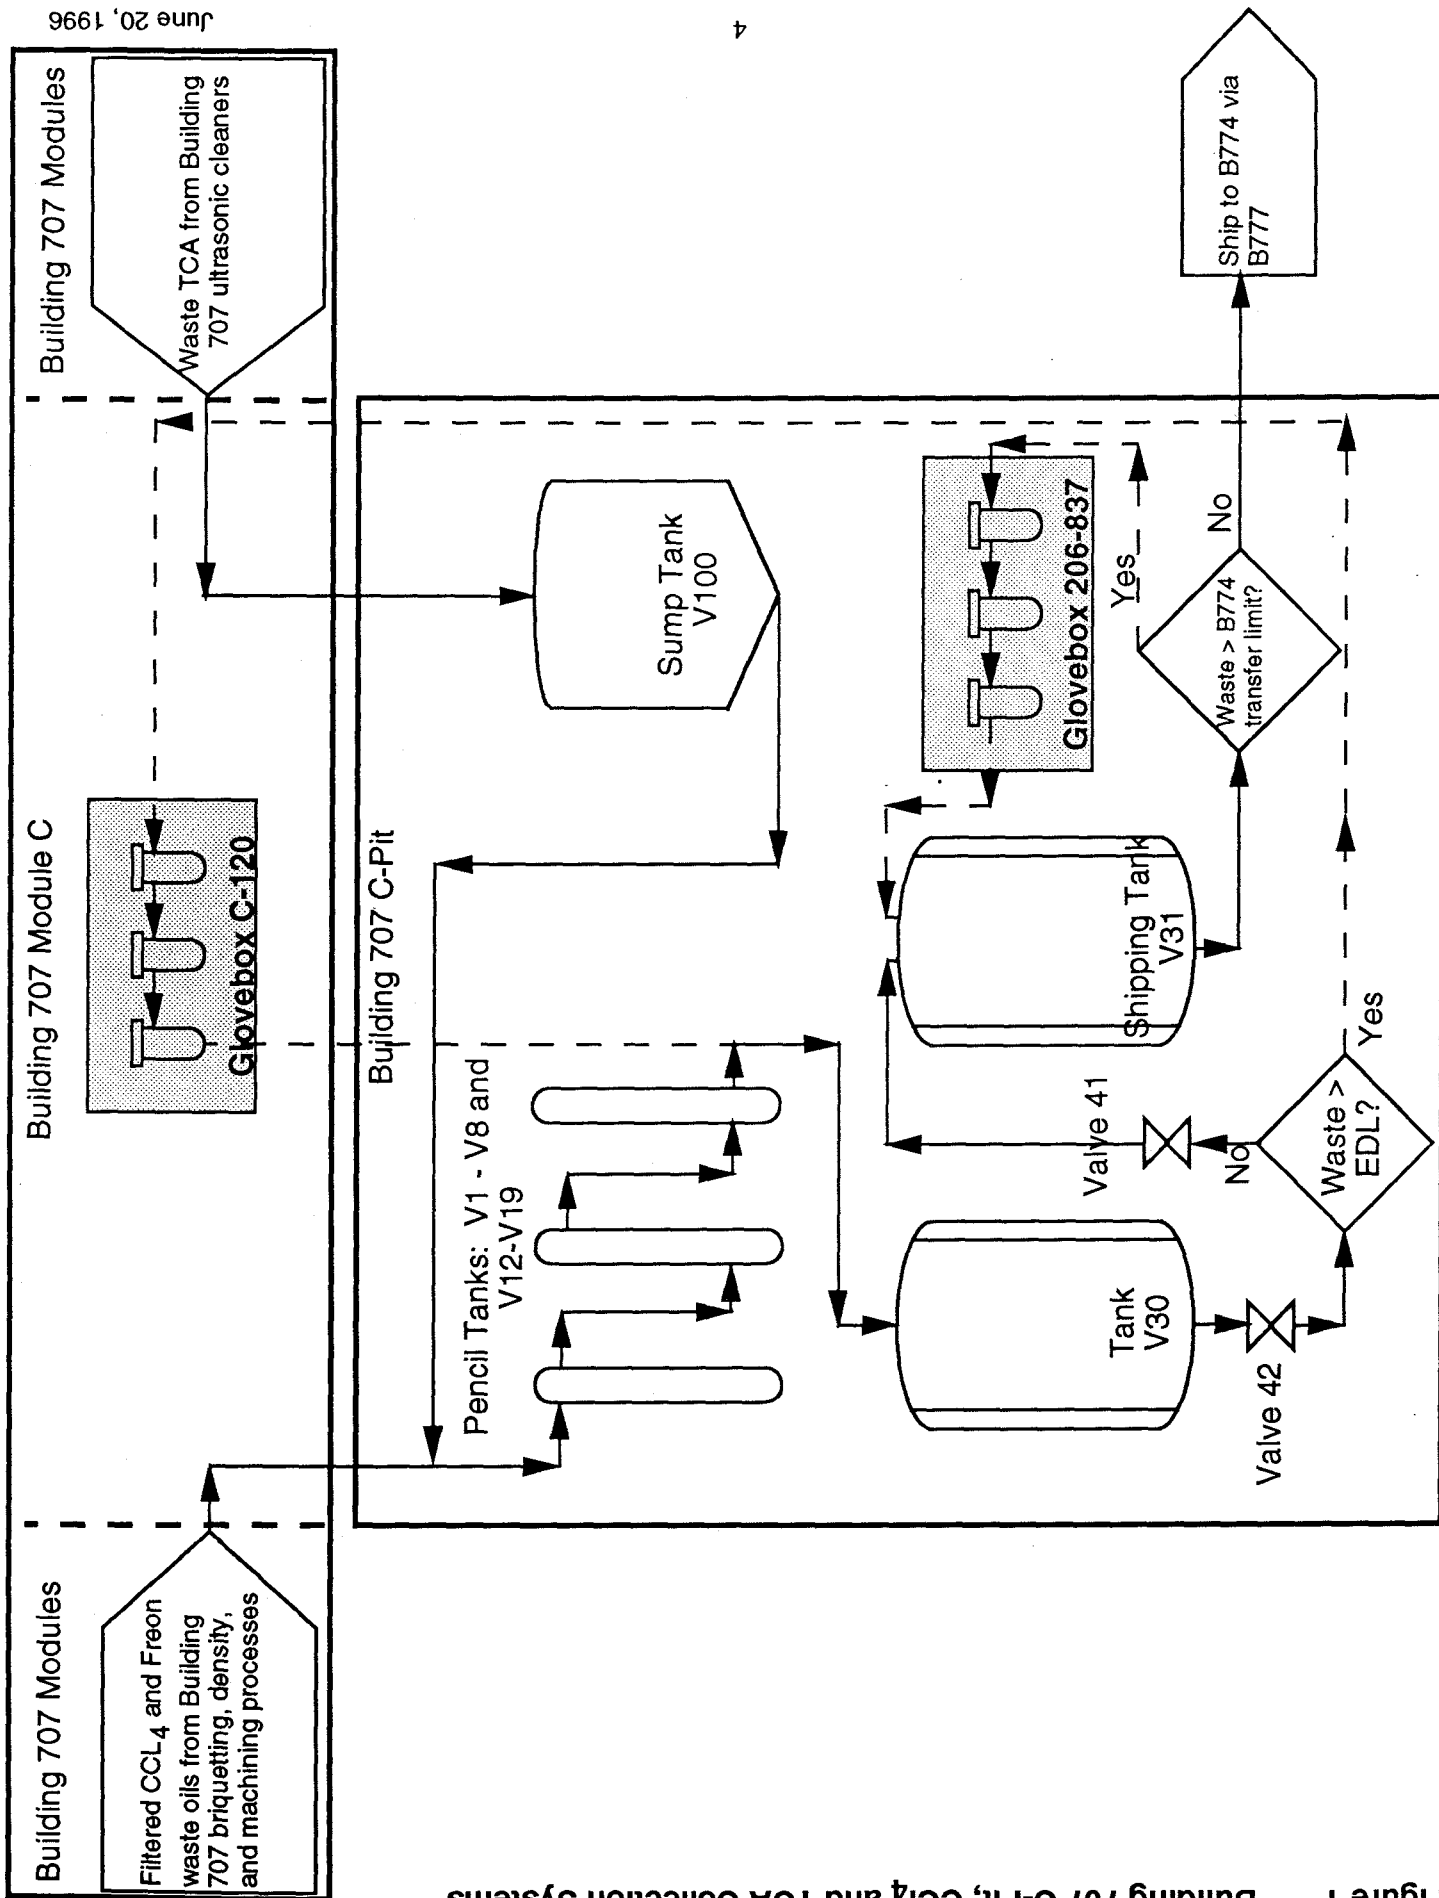 June 20, 1996
4
Building 707 Modules
Filtered CCL4 and Freon
waste oils from Building
707 briquetting, density,
and machining processes
Building 707 Module C
Glovebox C-120
Building 707 Modules
Waste TCA from Building
707 ultrasonic cleaners
Building 707 C-Pit
Pencil Tanks: V1 - V8 and
V12-V19
Sump Tank
V100
Tank
V30
Valve 42
Waste >
EDL?
Yes
No
Valve 41
Shipping Tank
V31
Glovebox 206-837
Waste > B774
transfer limit?
Yes
No
Ship to B774 via
B777
Figure 1 Building 707 C-Pit, CCl4 and TCA Collection Systems